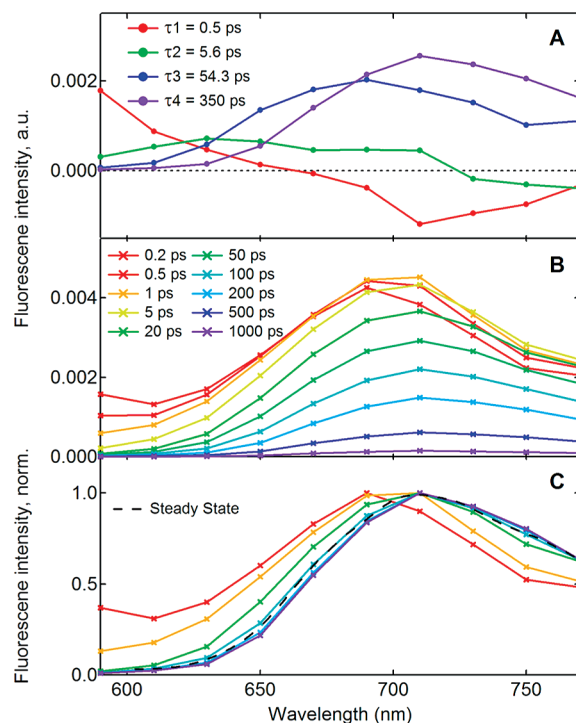 A
τ1 = 0.5 ps
τ2 = 5.6 ps
τ3 = 54.3 ps
τ4 = 350 ps
0.002
0.000
Fluorescene intensity, a.u.
B
0.2 ps 50 ps
0.5 ps 100 ps
1 ps 200 ps
5 ps 500 ps
20 ps 1000 ps
0.004
0.002
0.000
C
Steady State
1.0
0.5
0.0
Fluorescene intensity, norm.
600 650 700 750
Wavelength (nm)